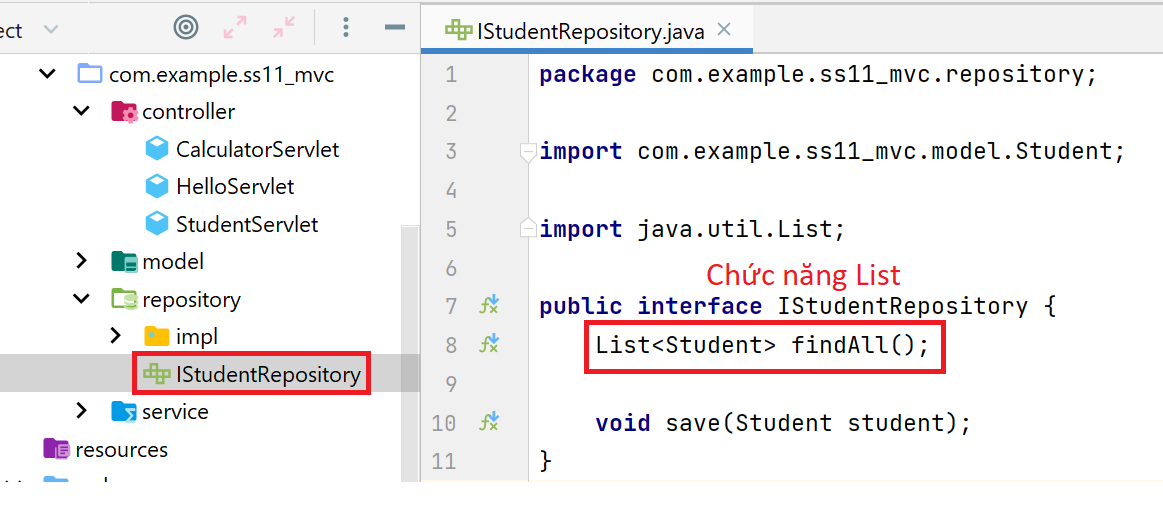 ect
com.example.ss11_mvc
controller
CalculatorServlet
HelloServlet
StudentServlet
model
repository
impl
IStudentRepository
service
resources
IStudentRepository.java
1 package com.example.ss11_mvc.repository;
2
3 import com.example.ss11_mvc.model.Student;
4
5 import java.util.List;
6
Chức năng List
7 public interface IStudentRepository {
8 List<Student> findAll();
9
10 void save(Student student);
11 }